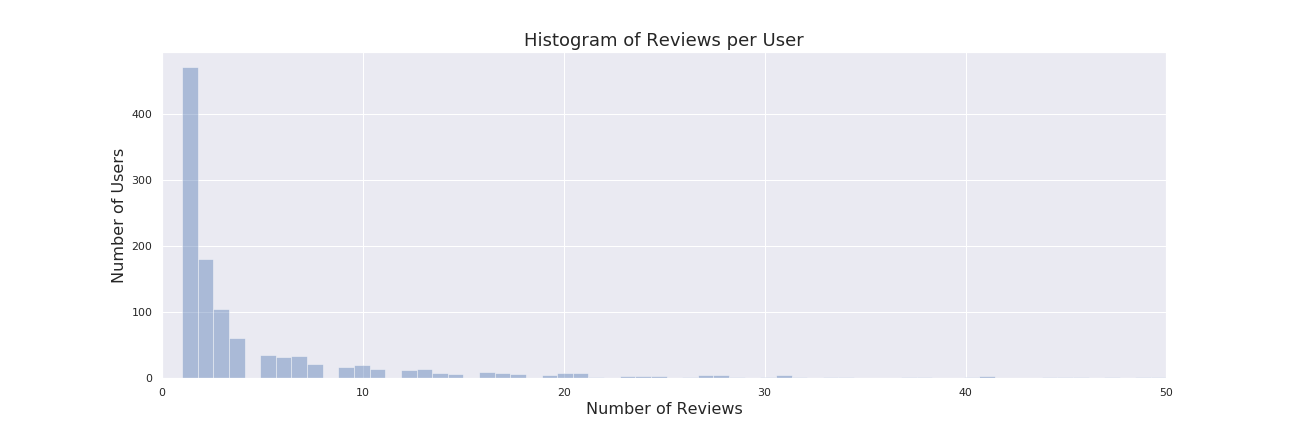 Histogram of Reviews per User
Number of Users
400
300
200
100
0
0 10 20 30 40 50
Number of Reviews